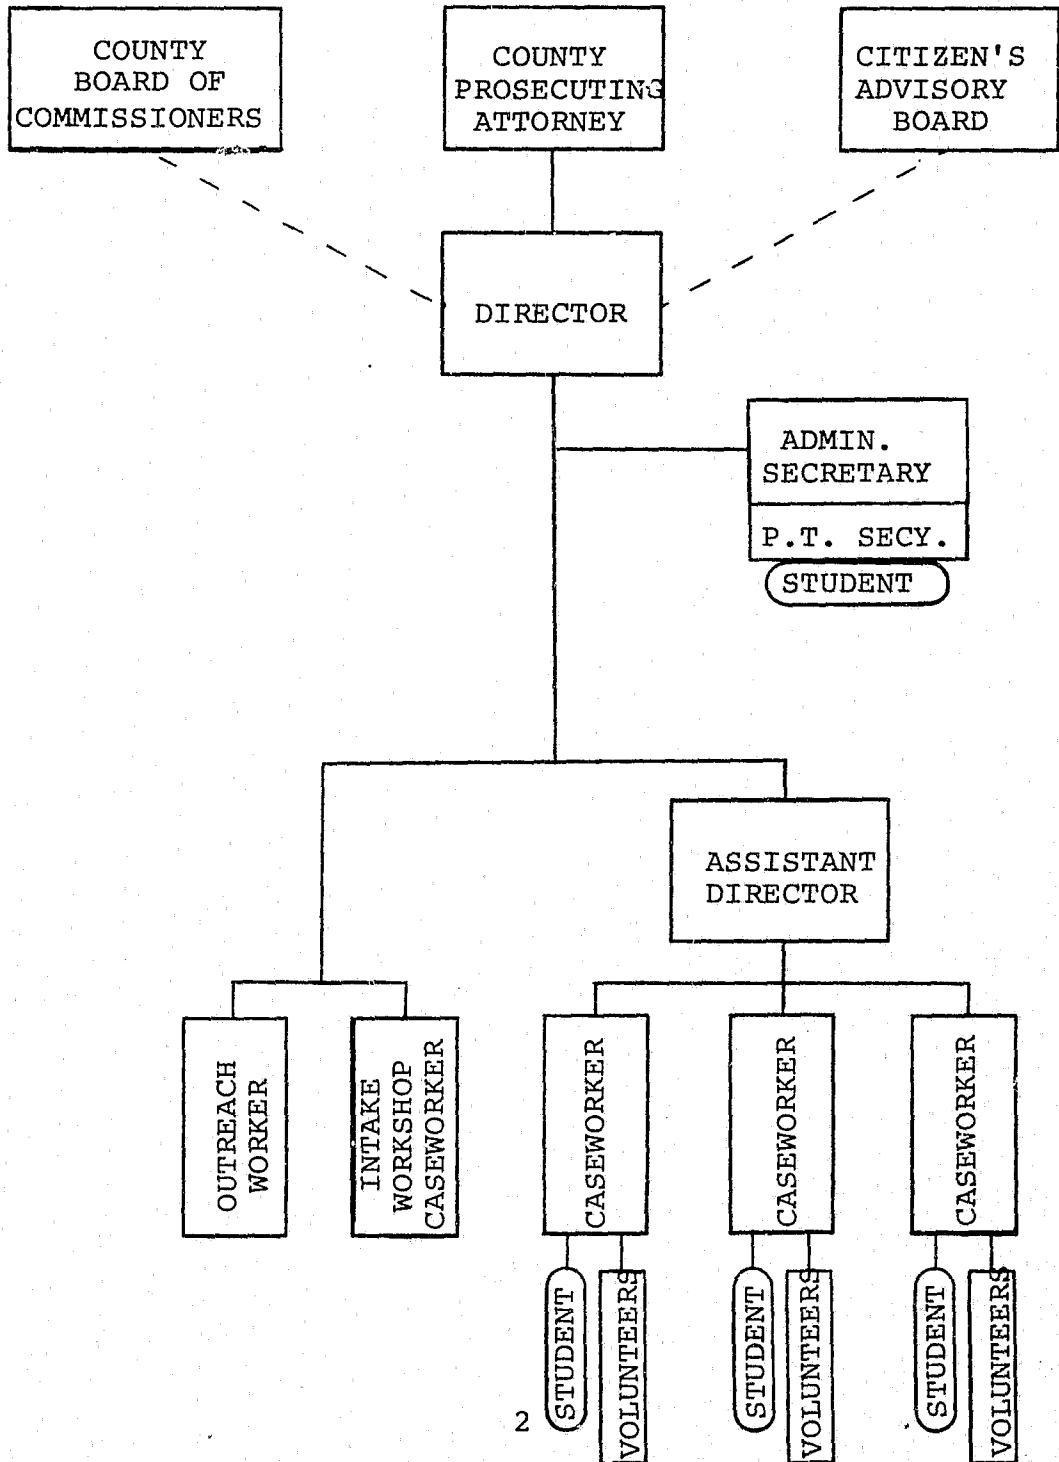 COUNTY
BOARD OF
COMMISSIONERS
COUNTY
PROSECUTING
ATTORNEY
CITIZEN'S
ADVISORY
BOARD
DIRECTOR
ADMIN.
SECRETARY
P.T. SECY.
STUDENT
ASSISTANT
DIRECTOR
OUTREACH
WORKER
INTAKE
WORKSHOP
CASEWORKER
CASEWORKER
CASEWORKER
CASEWORKER
STUDENT
VOLUNTEERS
STUDENT
VOLUNTEERS
STUDENT
VOLUNTEERS
2